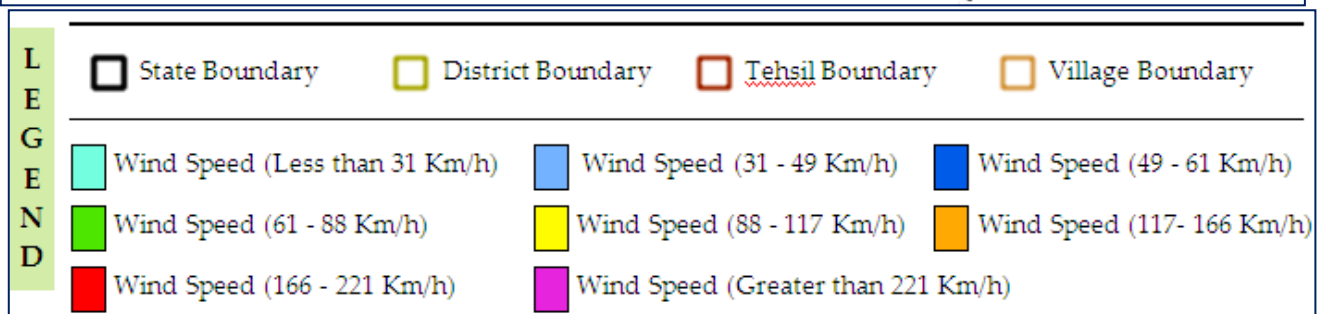 LEGEND
State Boundary District Boundary Tehsil Boundary Village Boundary
Wind Speed (Less than 31 Km/h) Wind Speed (31 - 49 Km/h) Wind Speed (49 - 61 Km/h)
Wind Speed (61 - 88 Km/h) Wind Speed (88 - 117 Km/h) Wind Speed (117- 166 Km/h)
Wind Speed (166 - 221 Km/h) Wind Speed (Greater than 221 Km/h)